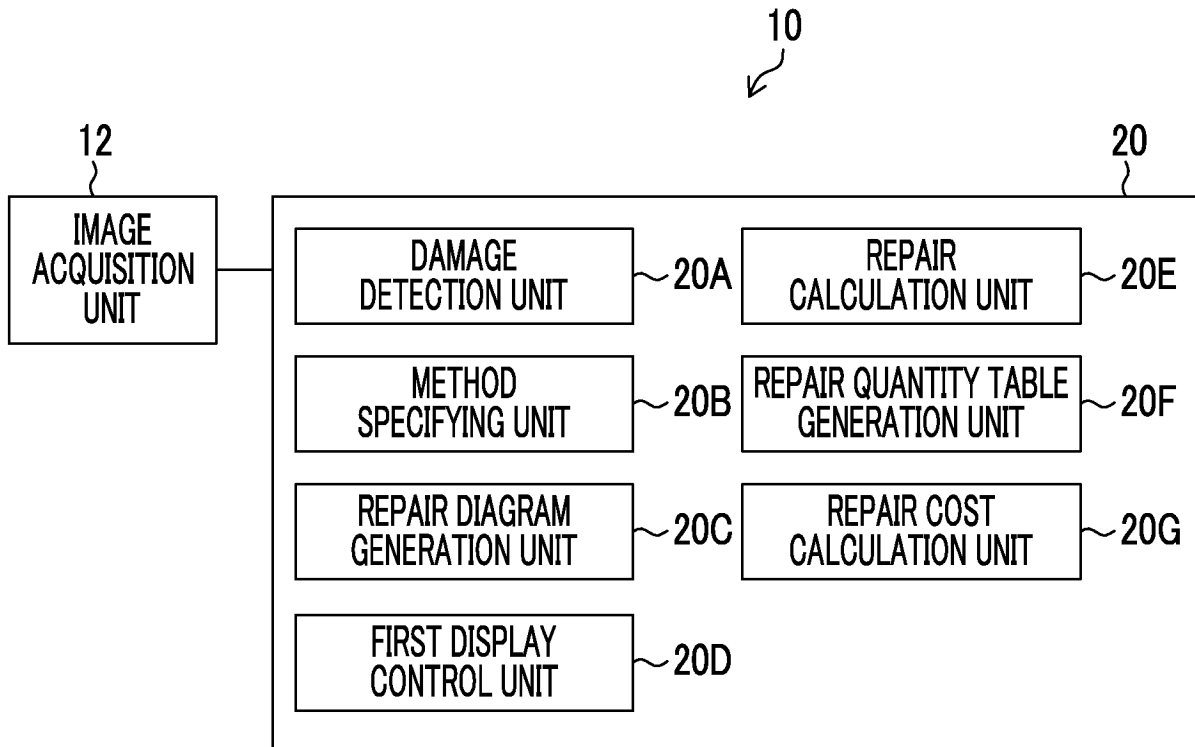 10
12
20
IMAGE
ACQUISITION
UNIT
DAMAGE
DETECTION UNIT
20A
REPAIR
CALCULATION UNIT
20E
METHOD
SPECIFYING UNIT
20B
REPAIR QUANTITY TABLE
GENERATION UNIT
20F
REPAIR DIAGRAM
GENERATION UNIT
20C
REPAIR COST
CALCULATION UNIT
20G
FIRST DISPLAY
CONTROL UNIT
20D